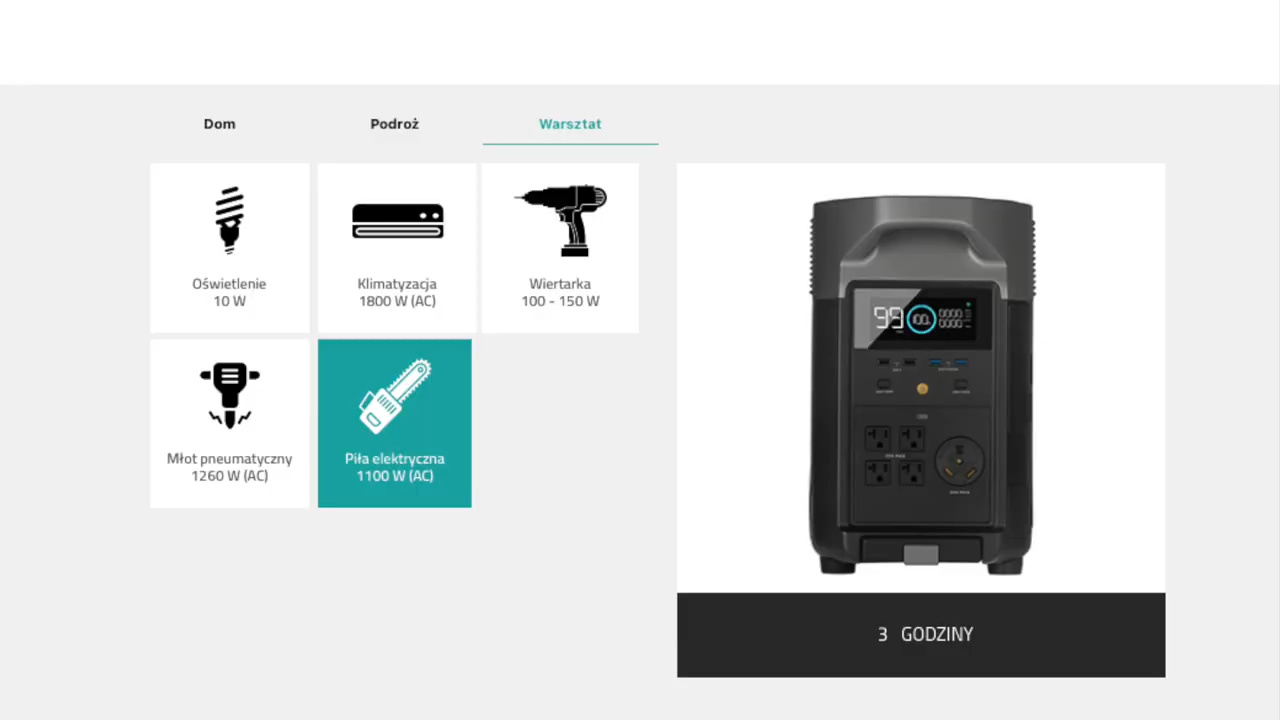 Dom
Podroż
Warsztat
Oświetlenie
10 W
Klimatyzacja
1800 W (AC)
Wiertarka
100 - 150 W
Młot pneumatyczny
1260 W (AC)
Piła elektryczna
1100 W (AC)
99
100
3 GODZINY